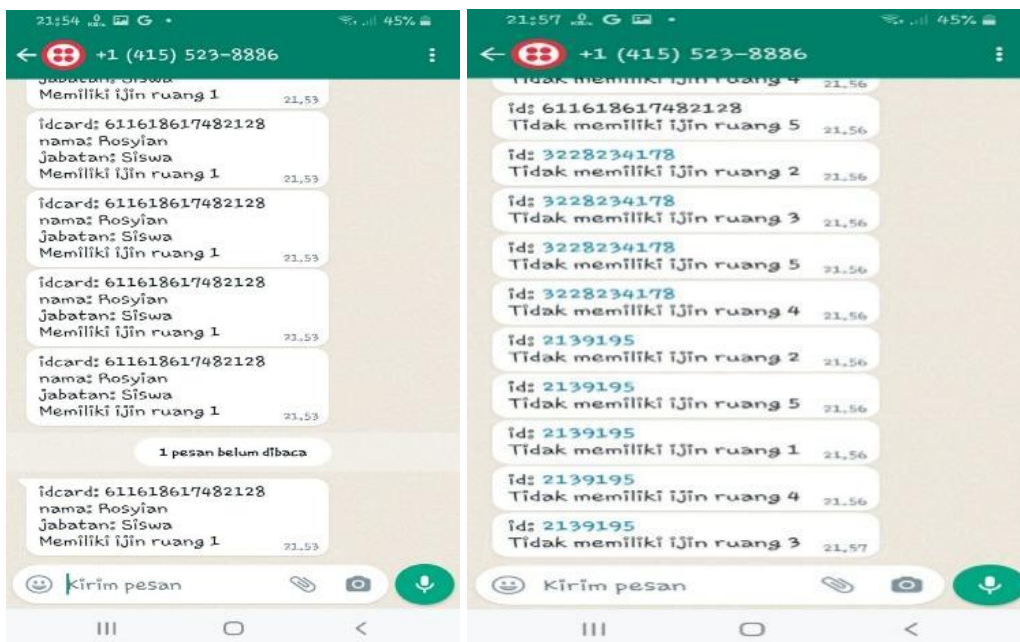 21:54 G • 45%
+1 (415) 523-8886
Memiliki ijin ruang 1 21.53
idcard: 611618617482128
nama: Rosyian
jabatan: Siswa
Memiliki ijin ruang 1 21.53
idcard: 611618617482128
nama: Rosyian
jabatan: Siswa
Memiliki ijin ruang 1 21.53
idcard: 611618617482128
nama: Rosyian
jabatan: Siswa
Memiliki ijin ruang 1 21.53
idcard: 611618617482128
nama: Rosyian
jabatan: Siswa
Memiliki ijin ruang 1 21.53
1 pesan belum dibaca
idcard: 611618617482128
nama: Rosyian
jabatan: Siswa
Memiliki ijin ruang 1 21.53
Kirim pesan
21:57 G • 45%
+1 (415) 523-8886
Tidak memiliki ijin ruang 4 21.56
id: 611618617482128
Tidak memiliki ijin ruang 5 21.56
id: 3228234178
Tidak memiliki ijin ruang 2 21.56
id: 3228234178
Tidak memiliki ijin ruang 3 21.56
id: 3228234178
Tidak memiliki ijin ruang 5 21.56
id: 3228234178
Tidak memiliki ijin ruang 4 21.56
id: 2139195
Tidak memiliki ijin ruang 2 21.56
id: 2139195
Tidak memiliki ijin ruang 5 21.56
id: 2139195
Tidak memiliki ijin ruang 1 21.56
id: 2139195
Tidak memiliki ijin ruang 4 21.56
id: 2139195
Tidak memiliki ijin ruang 3 21.57
Kirim pesan